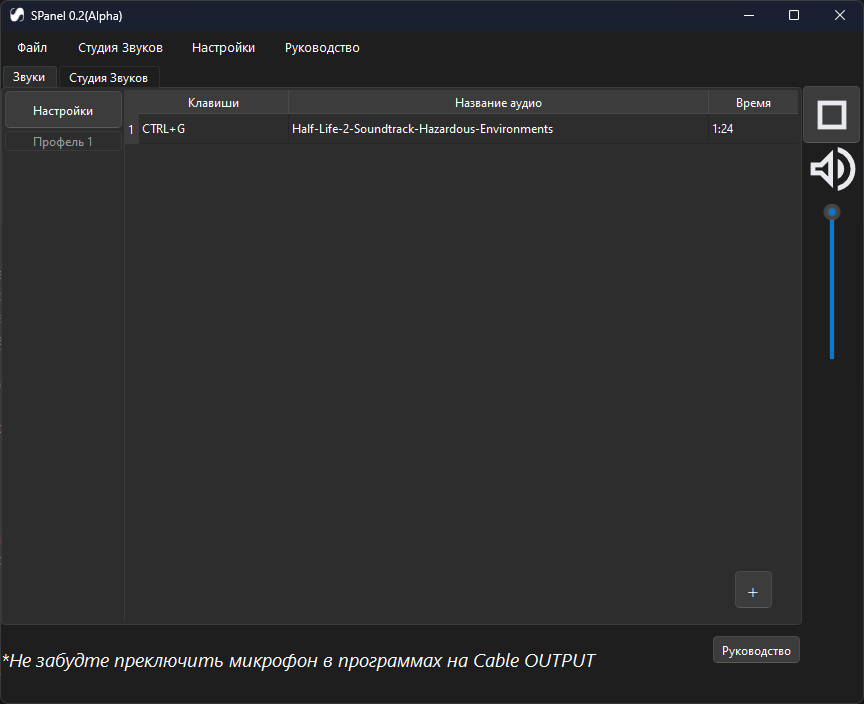 SPanel 0.2(Alpha)
Файл Студия Звуков Настройки Руководство
Звуки Студия Звуков
Настройки
Профель 1
Клавиши Название аудио Время
1 CTRL+G Half-Life-2-Soundtrack-Hazardous-Environments 1:24
+
*Не забудте преключить микрофон в программах на Cable OUTPUT
Руководство